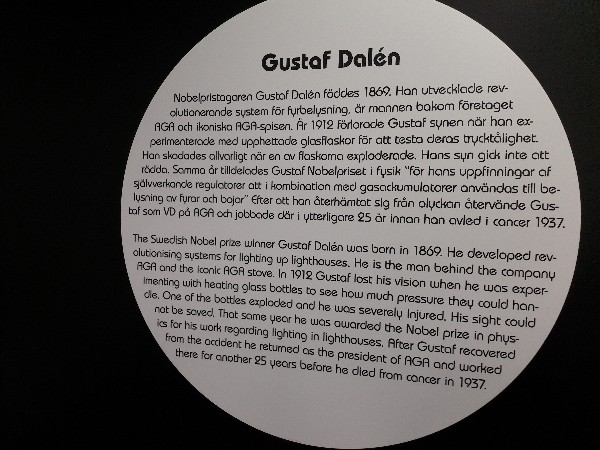 Gustaf Dalén
Nobelpristagaren Gustaf Dalén föddes 1869. Han utvecklade rev-
olutionerande system för fyrbelysning, är mannen bakom företaget
AGA och ikoniska AGA-spisen. År 1912 förlorade Gustaf synen när han ex-
perimenterade med upphettade glasflaskor för att testa deras trycktålighet.
Han skadades allvarligt när en av flaskorna exploderade. Hans syn gick inte att
rädda. Samma år tilldelades Gustaf Nobelpriset i fysik "för hans uppfinningar af
självverkande regulatorer att i kombination med gasackumulatorer användas till be-
lysning av fyrar och bojar" Efter att han återhämtat sig från olyckan återvände Gus-
taf som VD på AGA och jobbade där i ytterligare 25 år innan han avled i cancer 1937.
The Swedish Nobel prize winner Gustaf Dalén was born in 1869. He developed rev-
olutionising systems for lighting up lighthouses. He is the man behind the company
AGA and the iconic AGA stove. In 1912 Gustaf lost his vision when he was exper-
imenting with heating glass bottles to see how much pressure they could han-
dle. One of the bottles exploded and he was severely injured. His sight could
not be saved. That same year he was awarded the Nobel prize in phys-
ics for his work regarding lighting in lighthouses. After Gustaf recovered
from the accident he returned as the president of AGA and worked
there for another 25 years before he died from cancer in 1937.